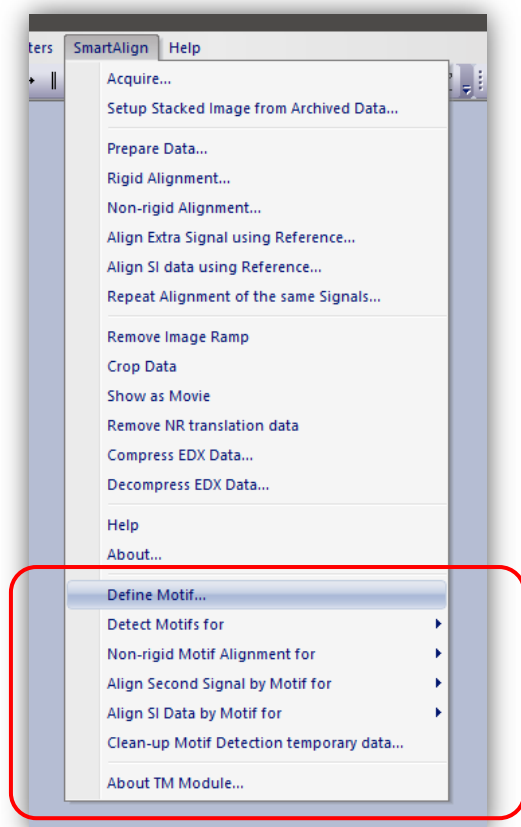 ters SmartAlign Help
Acquire...
Setup Stacked Image from Archived Data...
Prepare Data...
Rigid Alignment...
Non-rigid Alignment...
Align Extra Signal using Reference...
Align SI data using Reference...
Repeat Alignment of the same Signals...
Remove Image Ramp
Crop Data
Show as Movie
Remove NR translation data
Compress EDX Data...
Decompress EDX Data...
Help
About...
Define Motif...
Detect Motifs for
Non-rigid Motif Alignment for
Align Second Signal by Motif for
Align SI Data by Motif for
Clean-up Motif Detection temporary data...
About TM Module...